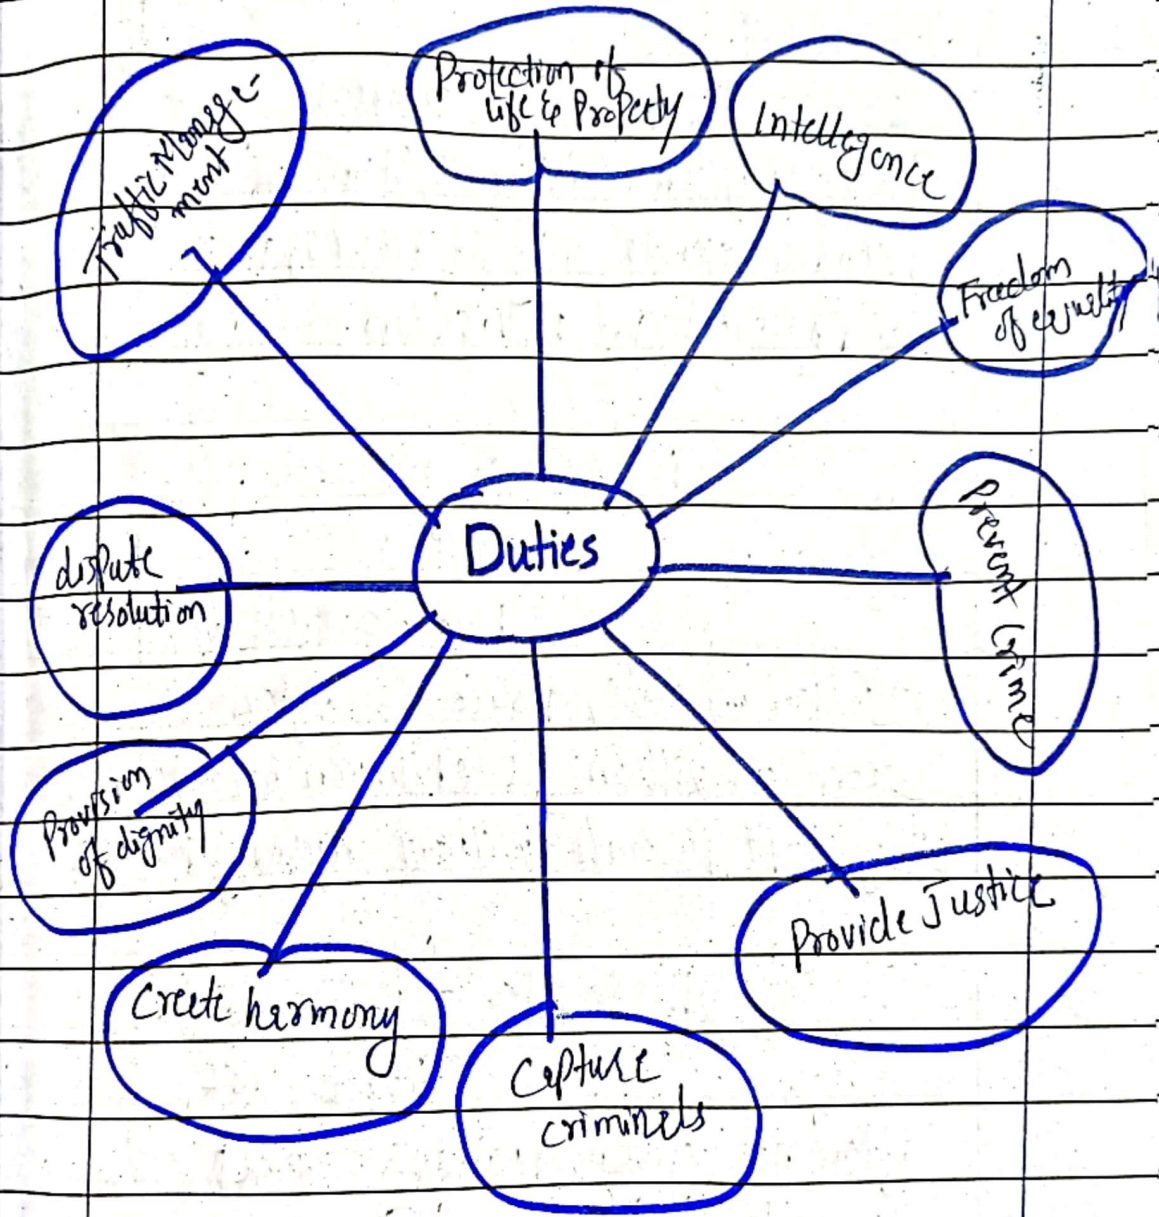 Traffic Manage-
ment
Protection of
life & Property
Intellegence
Freedom
of equality
Duties
Prevent Crime
dispute
resolution
Provision
of dignity
Provide Justice
Create harmony
Capture
criminals